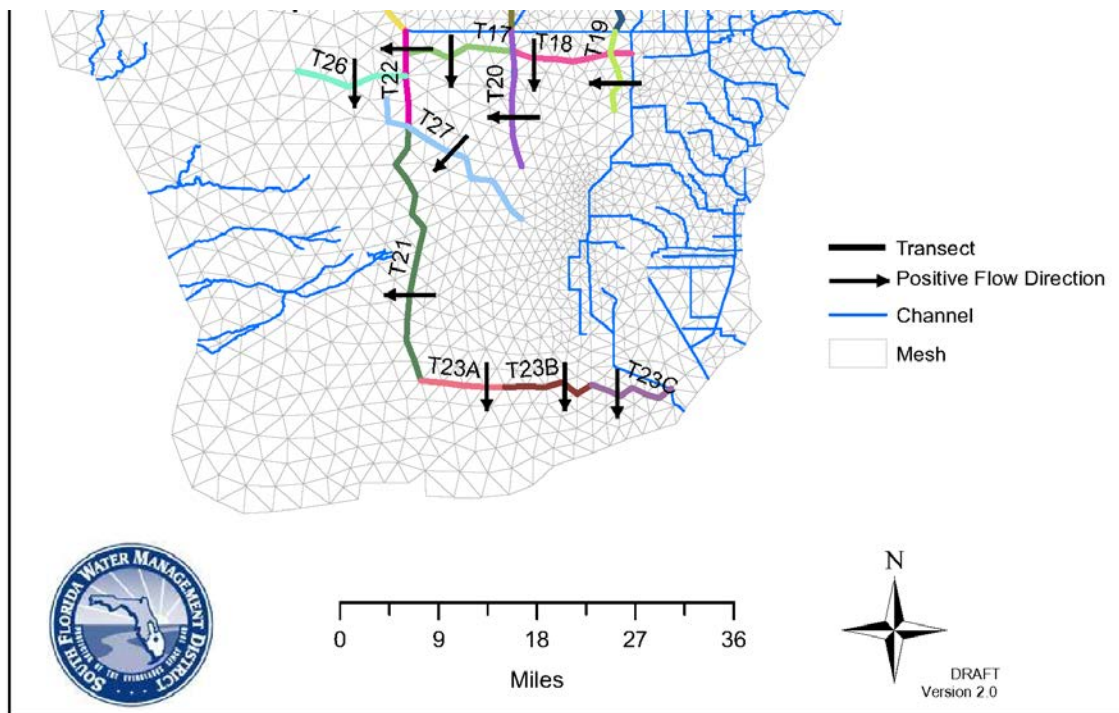 T17
T18
T19
T26
T22
T20
T27
T21
Transect
Positive Flow Direction
Channel
Mesh
T23A
T23B
T23C
SOUTH FLORIDA WATER MANAGEMENT DISTRICT
N
0 9 18 27 36
Miles
DRAFT
Version 2.0